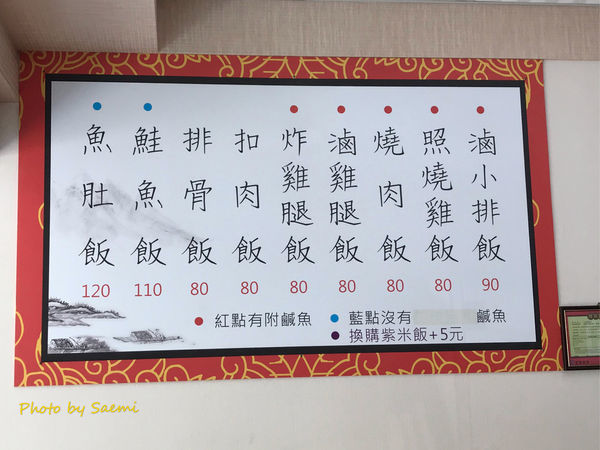 滷小排飯
90
照燒雞飯
80
燒肉飯
80
滷雞腿飯
80
炸雞腿飯
80
扣肉飯
80
排骨飯
80
鮭魚飯
110
魚肚飯
120
紅點有附鹹魚
藍點沒有 鹹魚
換購紫米飯+5元
Photo by Saemi